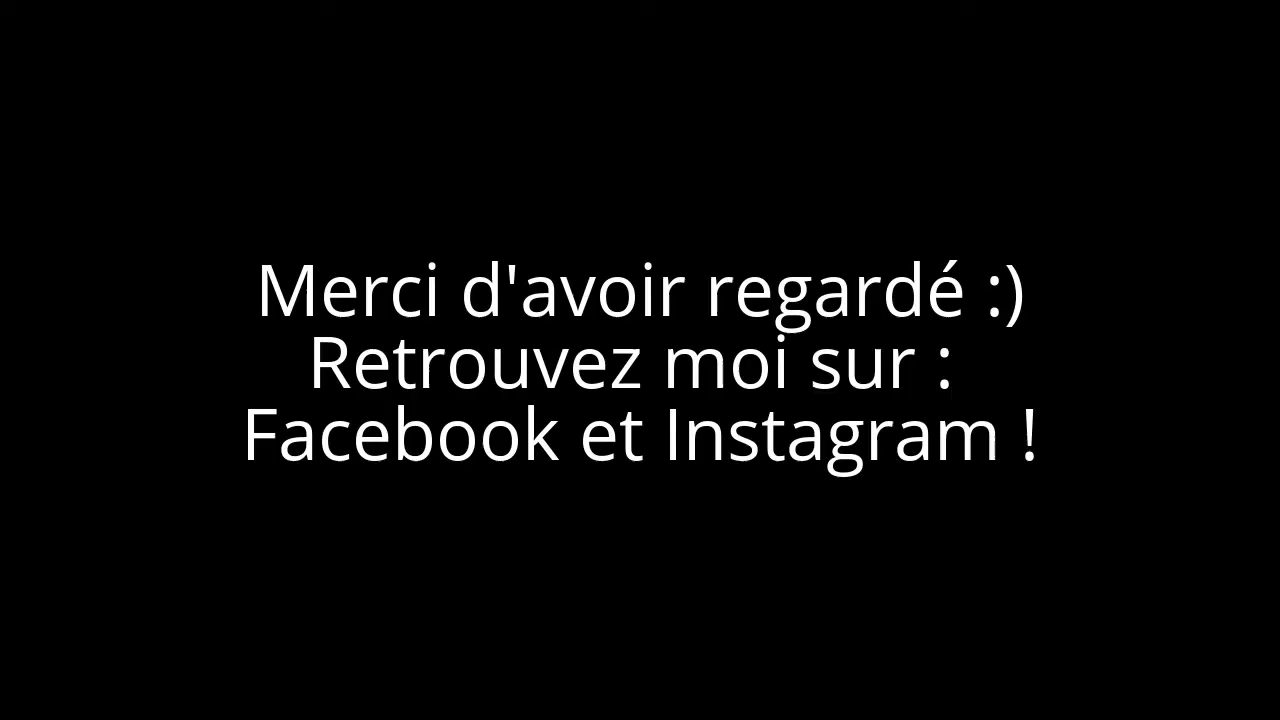 Merci d'avoir regardé :)
Retrouvez moi sur :
Facebook et Instagram !